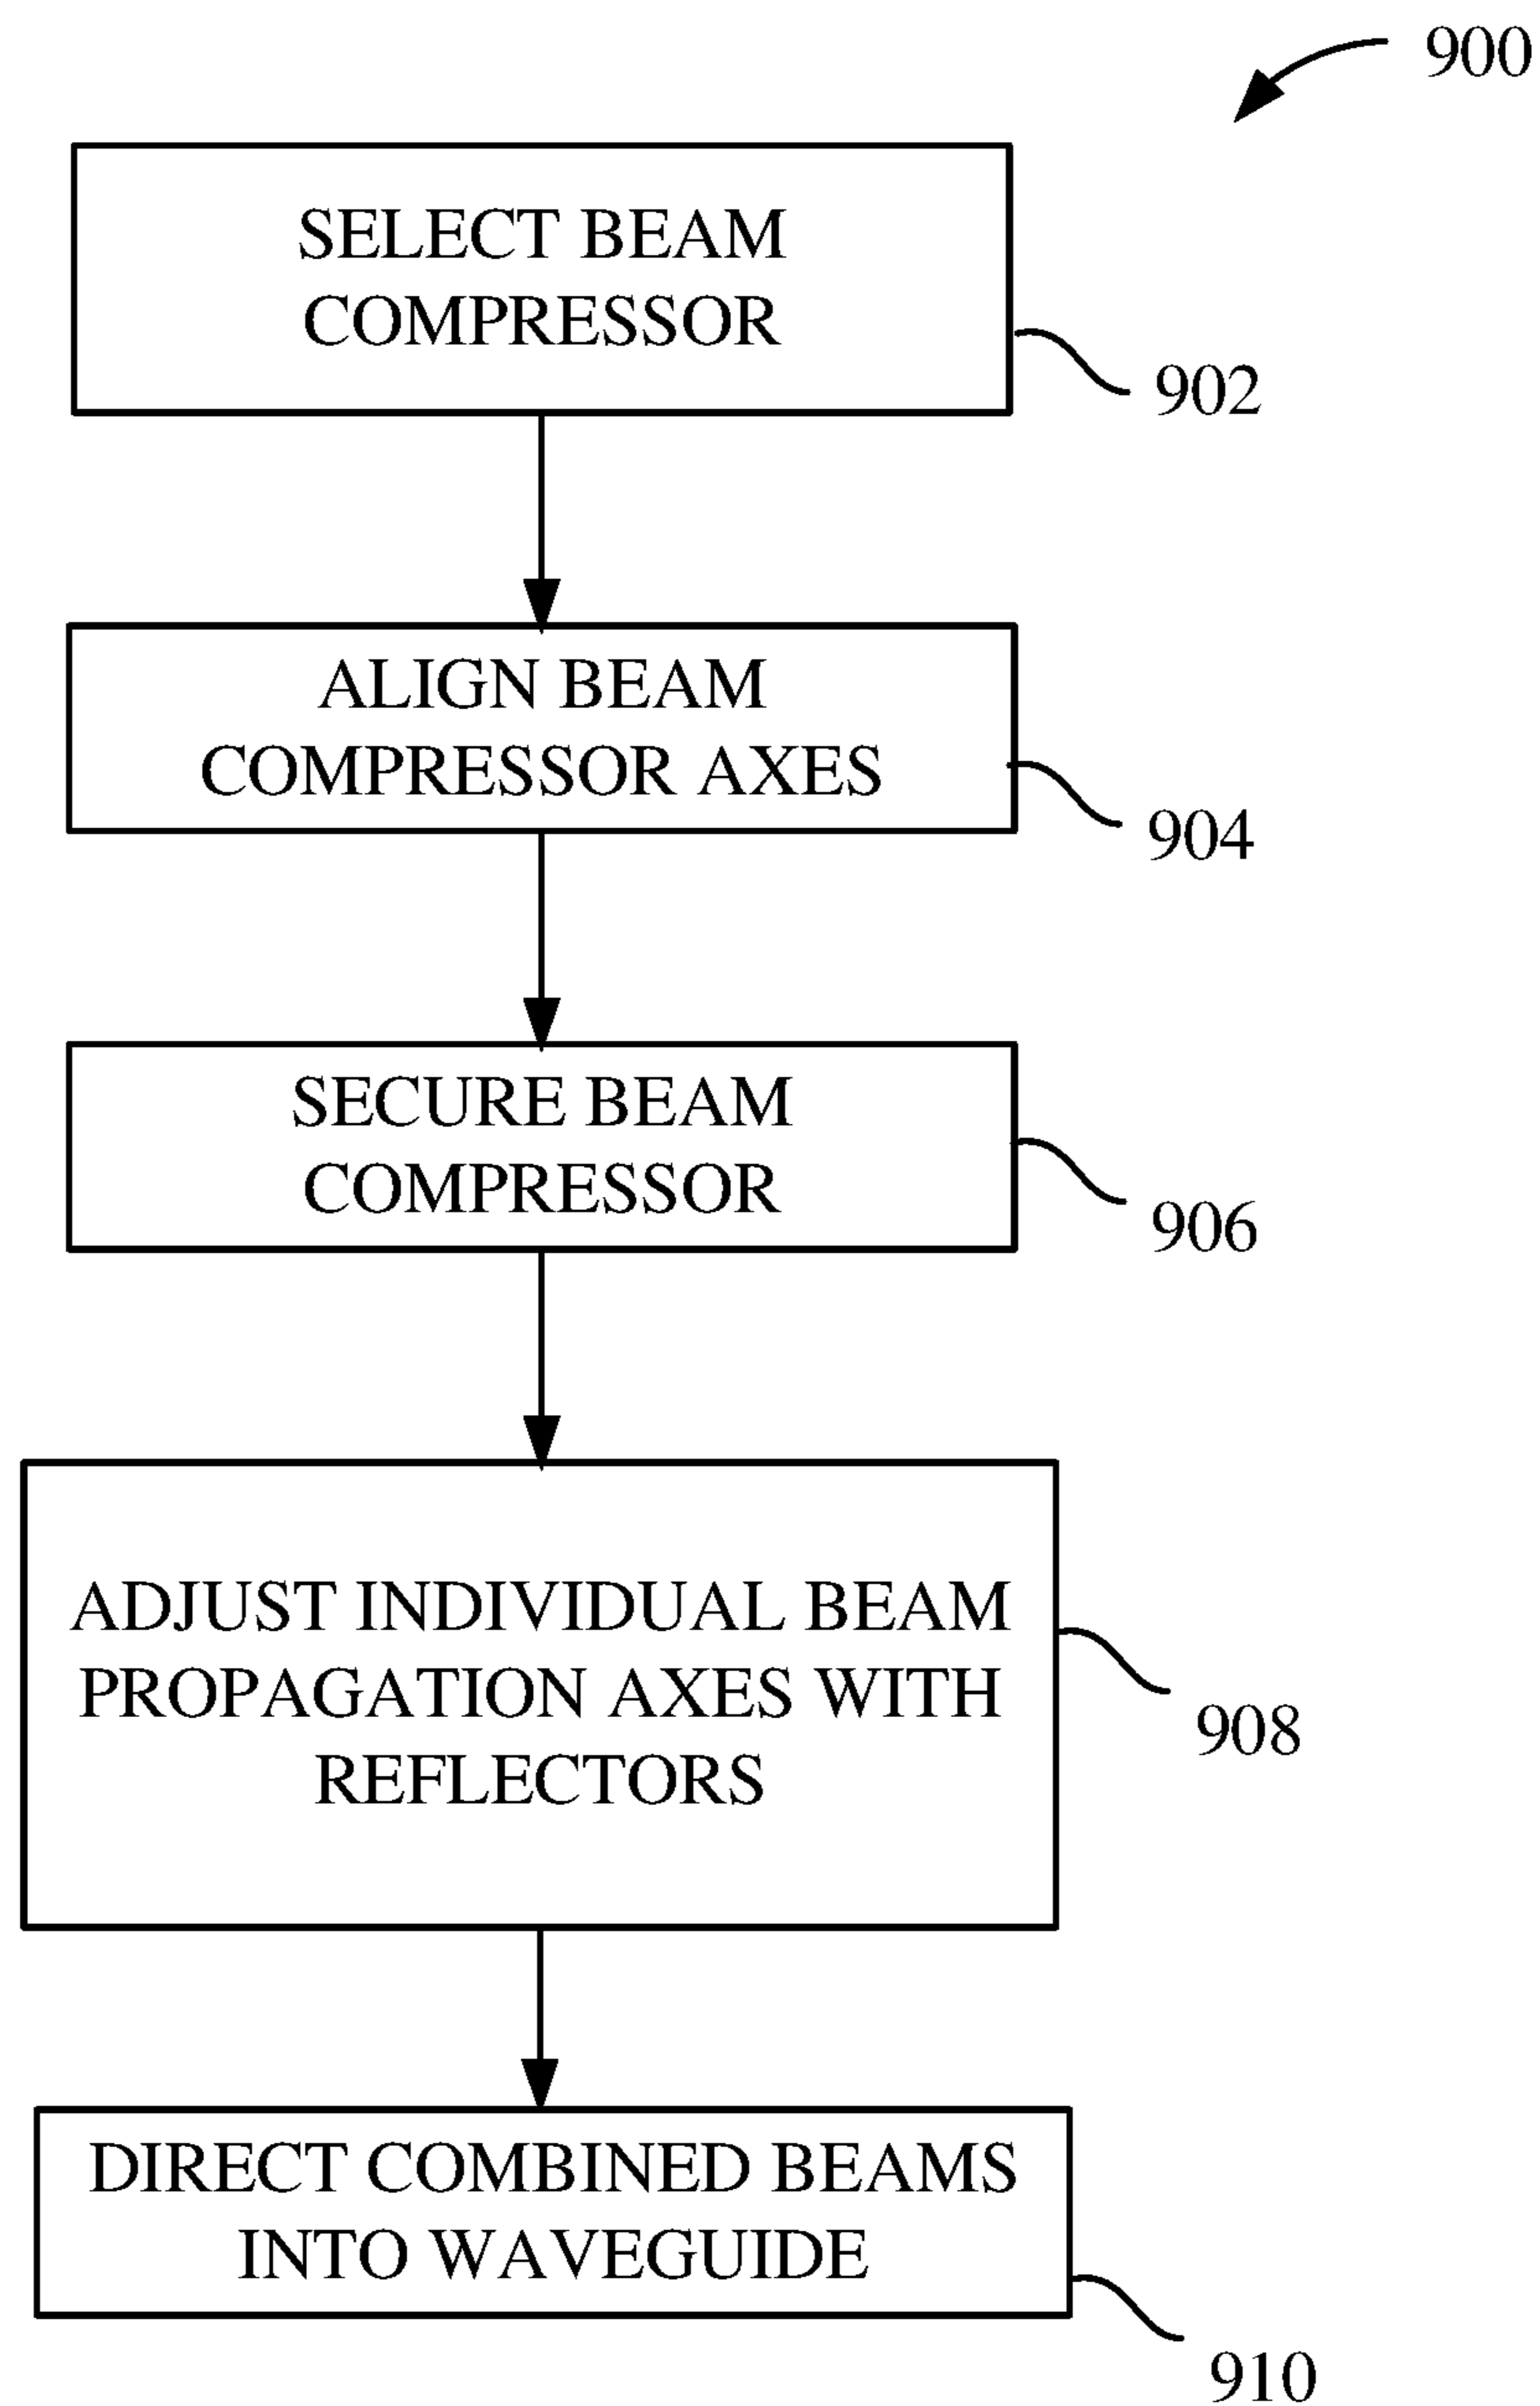 900
SELECT BEAM
COMPRESSOR
902
ALIGN BEAM
COMPRESSOR AXES
904
SECURE BEAM
COMPRESSOR
906
ADJUST INDIVIDUAL BEAM
PROPAGATION AXES WITH
REFLECTORS
908
DIRECT COMBINED BEAMS
INTO WAVEGUIDE
910